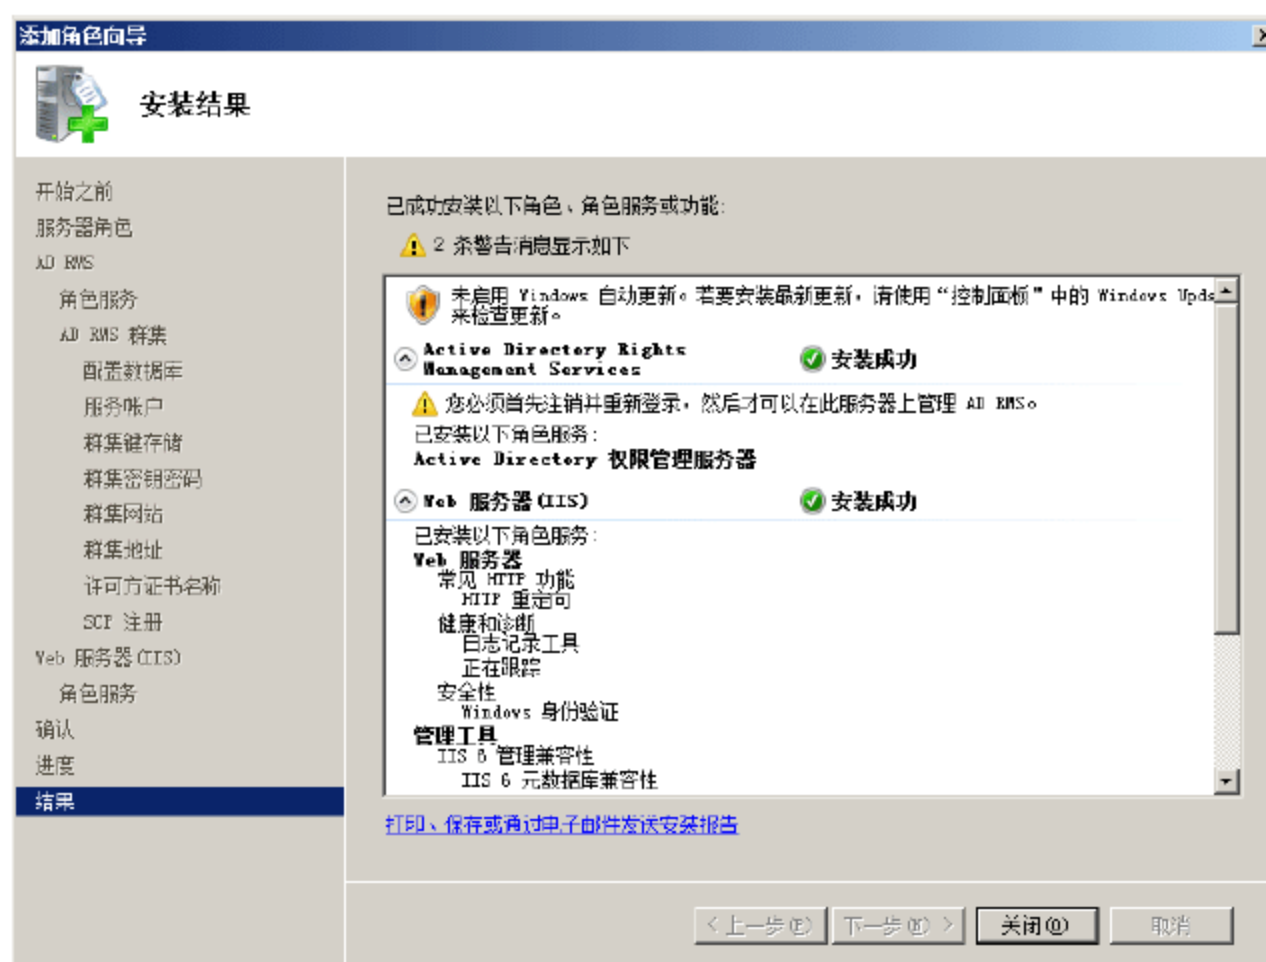 添加角色向导
安装结果
开始之前
服务器角色
AD RMS
角色服务
AD RMS 群集
配置数据库
服务帐户
群集键存储
群集密钥密码
群集网站
群集地址
许可方证书名称
SCP 注册
Web 服务器(IIS)
角色服务
确认
进度
结果
已成功安装以下角色、角色服务或功能:
2 条警告消息显示如下
未启用 Windows 自动更新。若要安装最新更新，请使用“控制面板”中的 Windows Upda
来检查更新。
Active Directory Rights
Management Services
安装成功
您必须首先注销并重新登录，然后才可以在此服务器上管理 AD RMS。
已安装以下角色服务:
Active Directory 权限管理服务器
Web 服务器(IIS)
安装成功
已安装以下角色服务:
Web 服务器
常见 HTTP 功能
HTTP 重定向
健康和诊断
日志记录工具
正在跟踪
安全性
Windows 身份验证
管理工具
IIS 6 管理兼容性
IIS 6 元数据库兼容性
打印、保存或通过电子邮件发送安装报告
< 上一步(P)
下一步(N) >
关闭(O)
取消